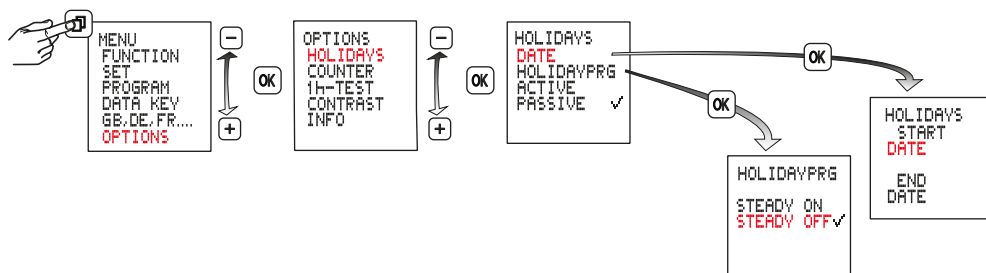 MENU
FUNCTION
SET
PROGRAM
DATA KEY
GB,DE,FR....
OPTIONS
−
+
OK
OPTIONS
HOLIDAYS
COUNTER
1h-TEST
CONTRAST
INFO
−
+
OK
HOLIDAYS
DATE
HOLIDAYPRG
ACTIVE
PASSIVE ✓
OK
OK
HOLIDAYPRG
STEADY ON
STEADY OFF✓
HOLIDAYS
START
DATE
END
DATE